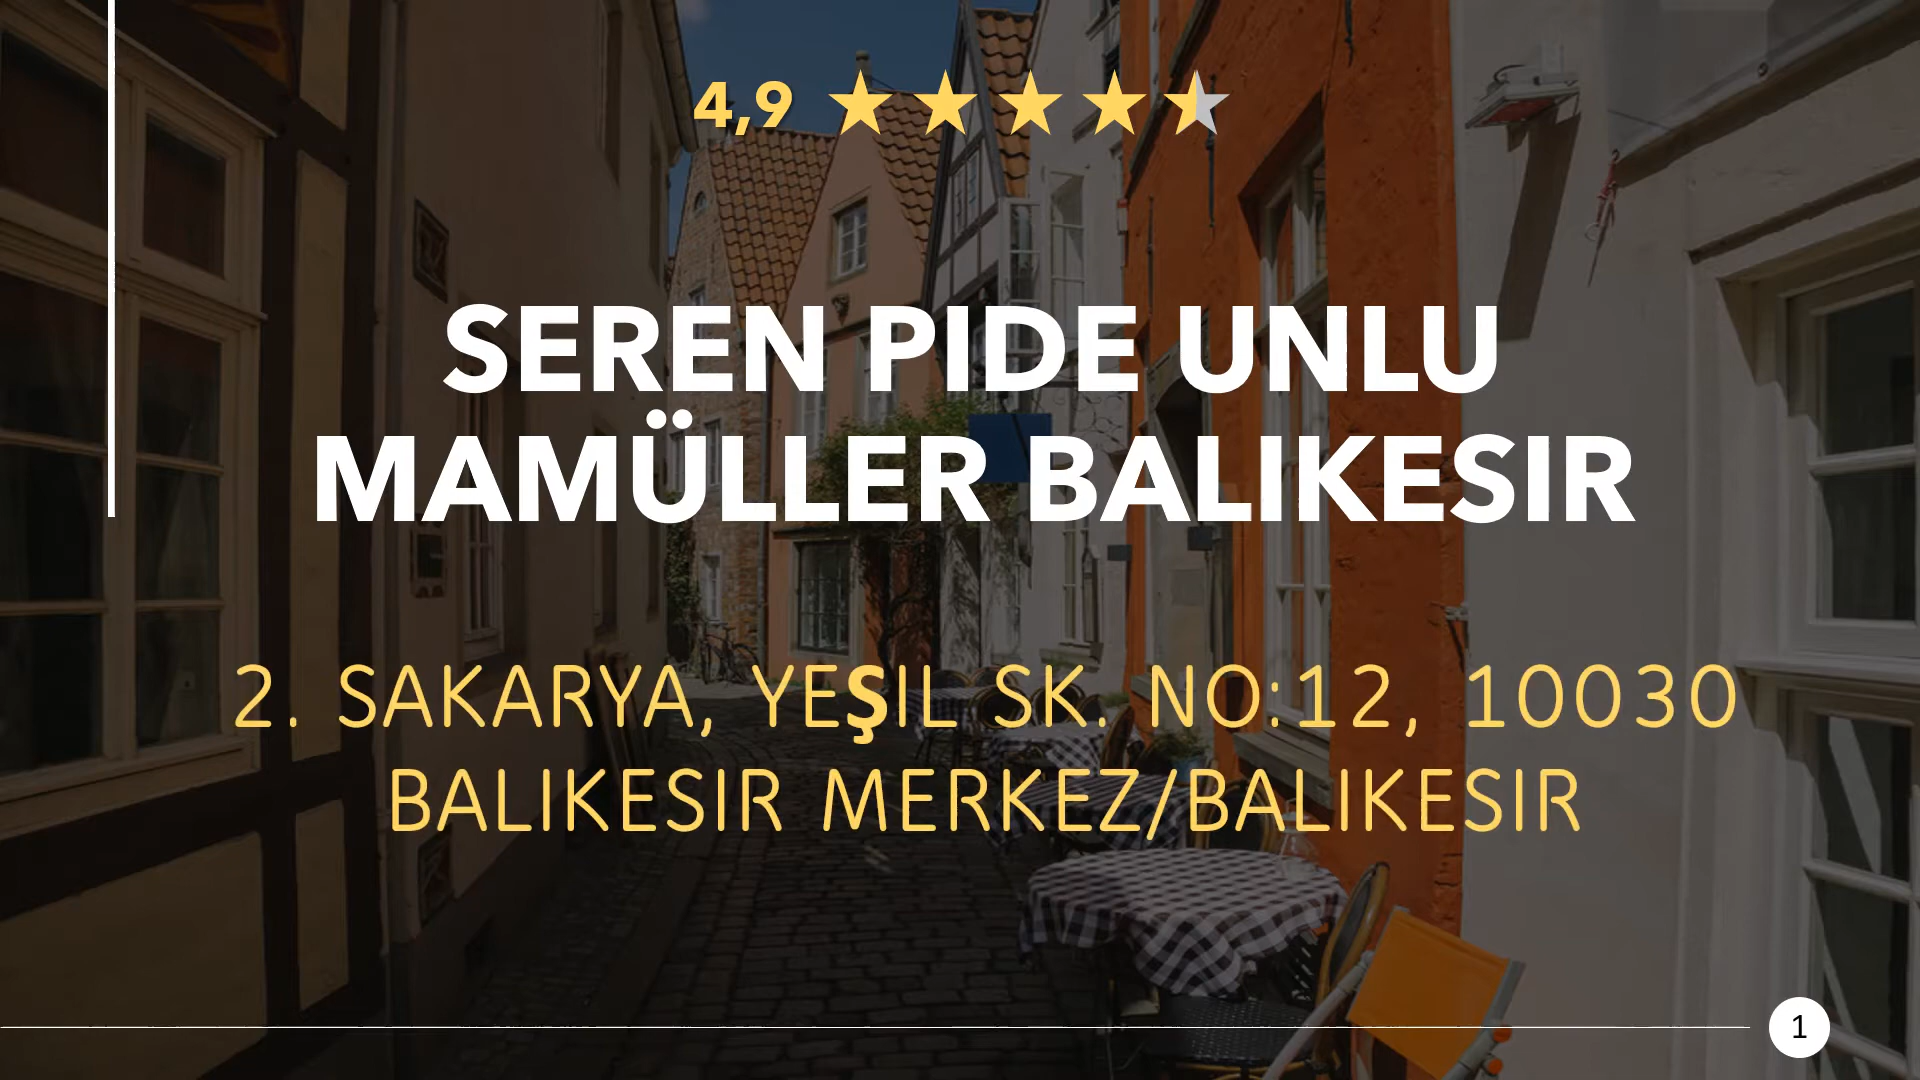 4,9
SEREN PIDE UNLU
MAMÜLLER BALIKESIR
2. SAKARYA, YEŞIL SK. NO:12, 10030
BALIKESIR MERKEZ/BALIKESIR
1